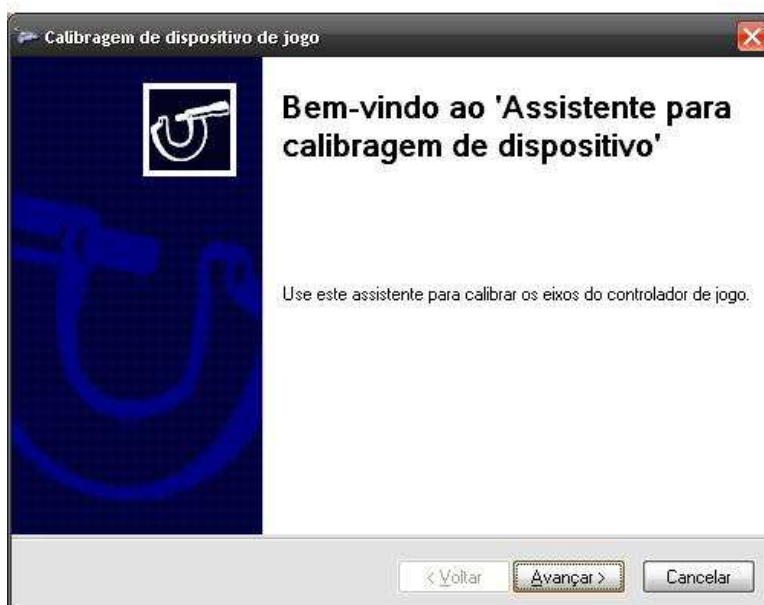 Calibragem de dispositivo de jogo
Bem-vindo ao 'Assistente para
calibragem de dispositivo'
Use este assistente para calibrar os eixos do controlador de jogo.
< Voltar
Avançar >
Cancelar